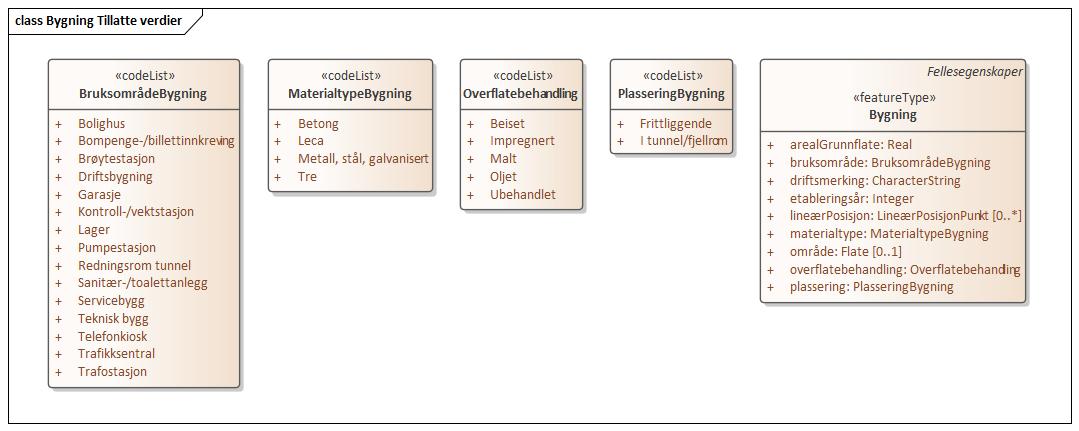 class Bygning Tillatte verdier
«codeList»
BruksområdeBygning
+ Bolighus
+ Bompenge-/billettinnkreving
+ Brøytestasjon
+ Driftsbygning
+ Garasje
+ Kontroll-/vektstasjon
+ Lager
+ Pumpestasjon
+ Redningsrom tunnel
+ Sanitær-/toalettanlegg
+ Servicebygg
+ Teknisk bygg
+ Telefonkiosk
+ Trafikksentral
+ Trafostasjon
«codeList»
MaterialtypeBygning
+ Betong
+ Leca
+ Metall, stål, galvanisert
+ Tre
«codeList»
Overflatebehandling
+ Beiset
+ Impregnert
+ Malt
+ Oljet
+ Ubehandlet
«codeList»
PlasseringBygning
+ Frittliggende
+ I tunnel/fjellrom
Fellesegenskaper
«featureType»
Bygning
+ arealGrunnflate: Real
+ bruksområde: BruksområdeBygning
+ driftsmerking: CharacterString
+ etableringsår: Integer
+ lineærPosisjon: LineærPosisjonPunkt [0..*]
+ materialtype: MaterialtypeBygning
+ område: Flate [0..1]
+ overflatebehandling: Overflatebehandling
+ plassering: PlasseringBygning